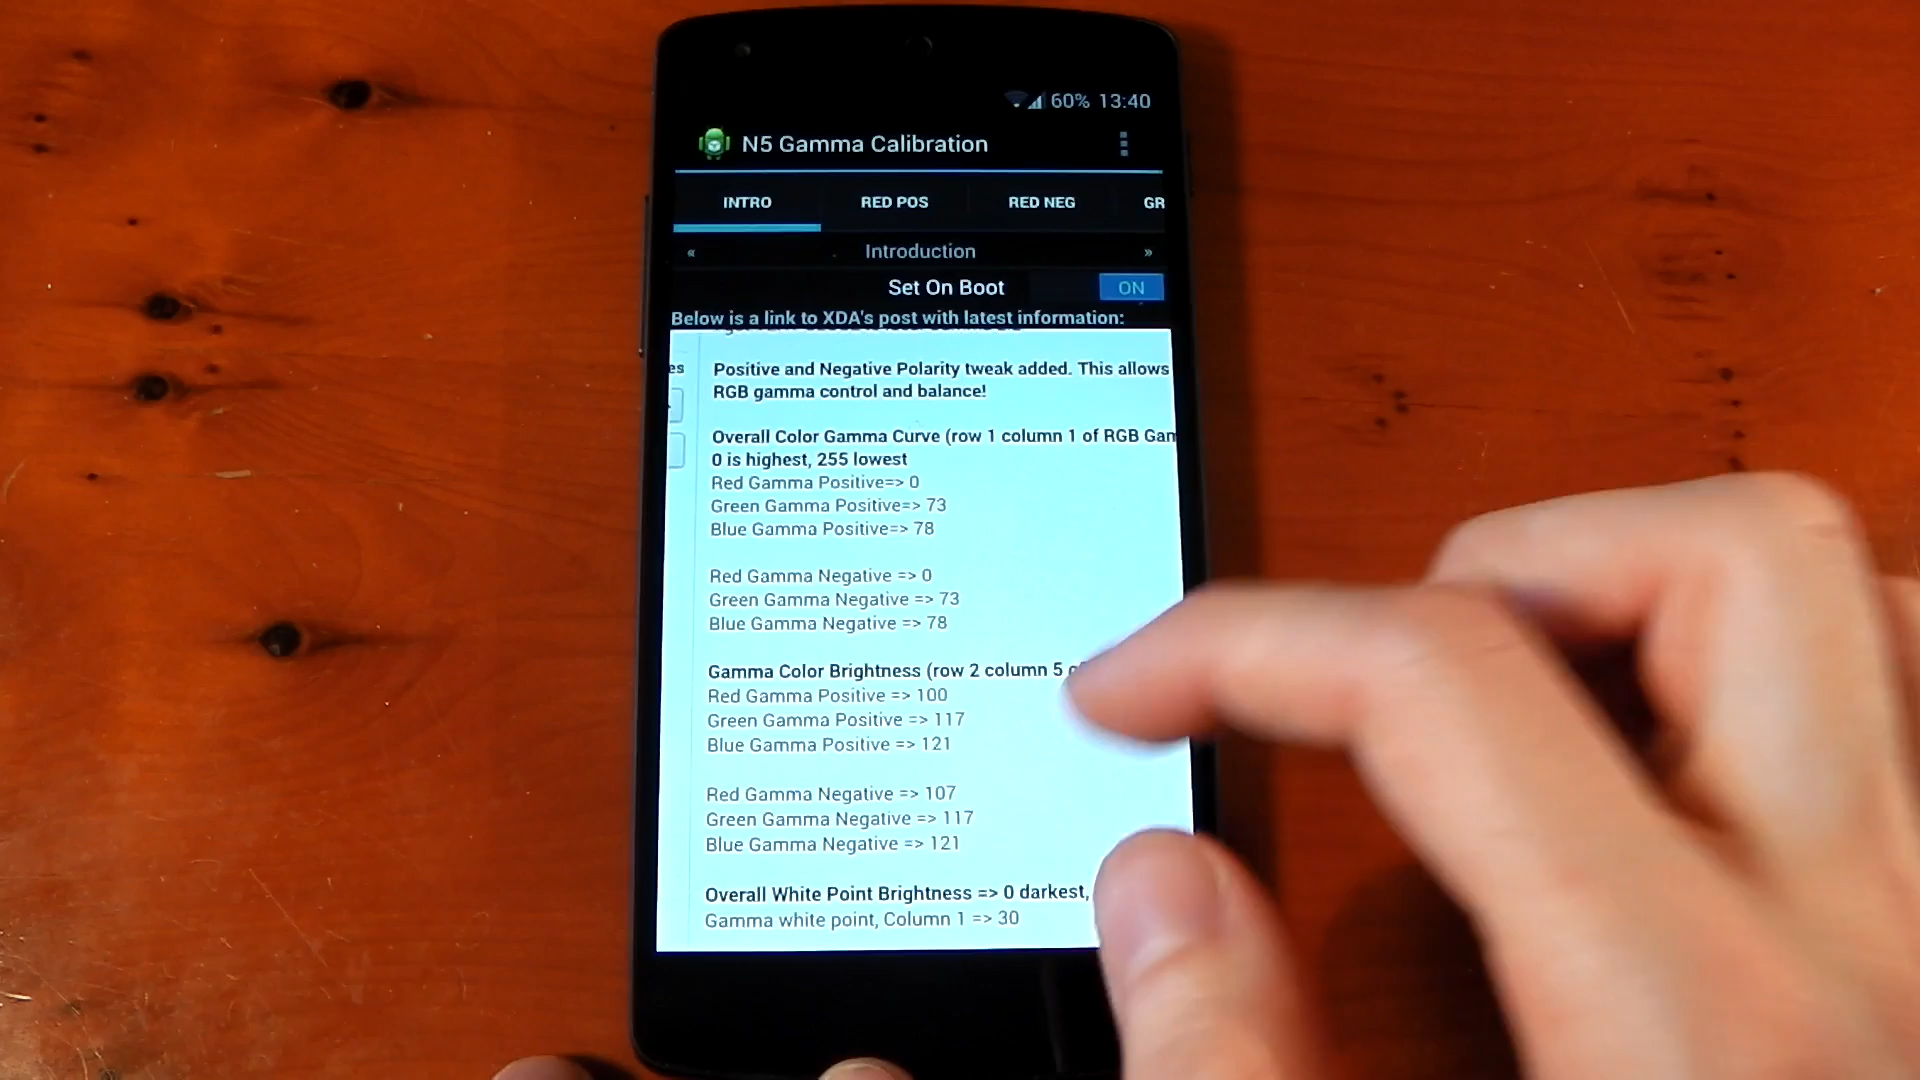 60% 13:40
N5 Gamma Calibration
INTRO RED POS RED NEG GR
« Introduction »
Set On Boot ON
Below is a link to XDA's post with latest information:
es
Positive and Negative Polarity tweak added. This allows
RGB gamma control and balance!
Overall Color Gamma Curve (row 1 column 1 of RGB Gam
0 is highest, 255 lowest
Red Gamma Positive=> 0
Green Gamma Positive=> 73
Blue Gamma Positive=> 78
Red Gamma Negative => 0
Green Gamma Negative => 73
Blue Gamma Negative => 78
Gamma Color Brightness (row 2 column 5
Red Gamma Positive => 100
Green Gamma Positive => 117
Blue Gamma Positive => 121
Red Gamma Negative => 107
Green Gamma Negative => 117
Blue Gamma Negative => 121
Overall White Point Brightness => 0 darkest,
Gamma white point, Column 1 => 30